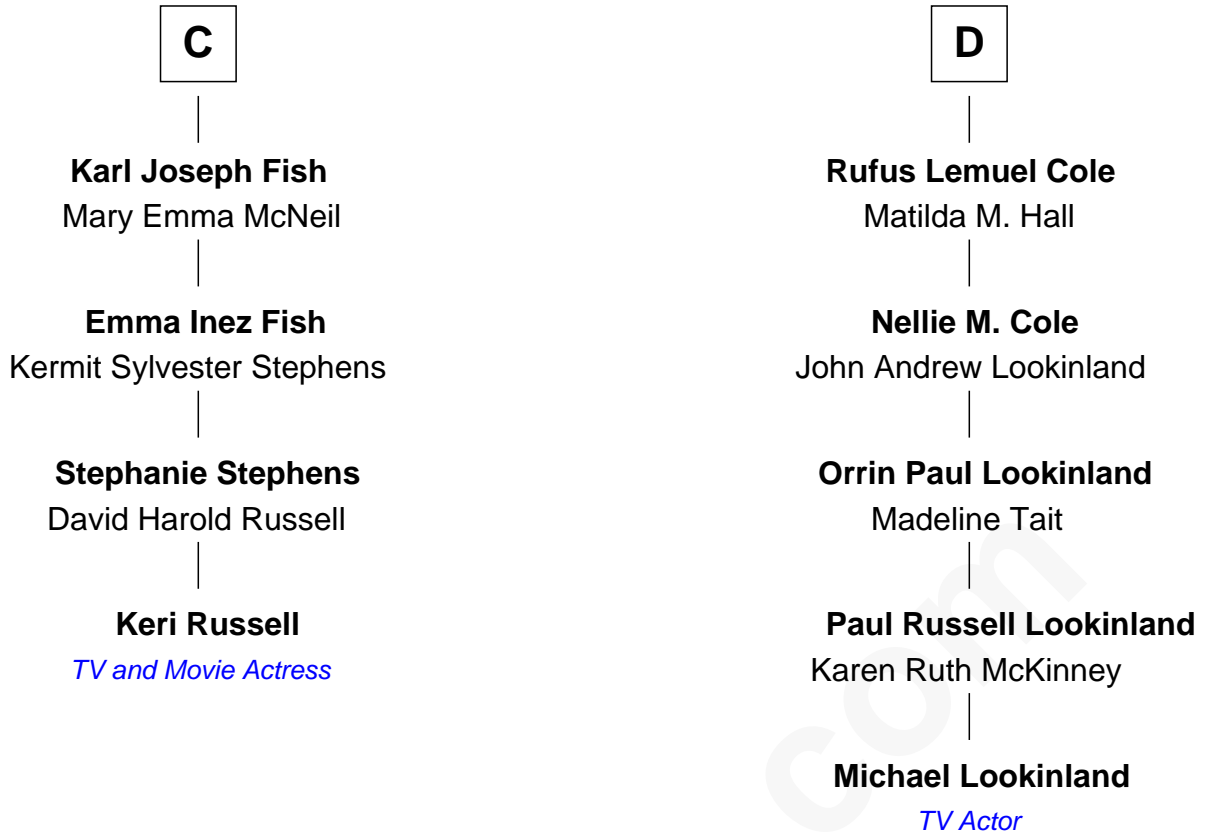 C
Karl Joseph Fish
Mary Emma McNeil
Emma Inez Fish
Kermit Sylvester Stephens
Stephanie Stephens
David Harold Russell
Keri Russell
TV and Movie Actress
D
Rufus Lemuel Cole
Matilda M. Hall
Nellie M. Cole
John Andrew Lookinland
Orrin Paul Lookinland
Madeline Tait
Paul Russell Lookinland
Karen Ruth McKinney
Michael Lookinland
TV Actor
com